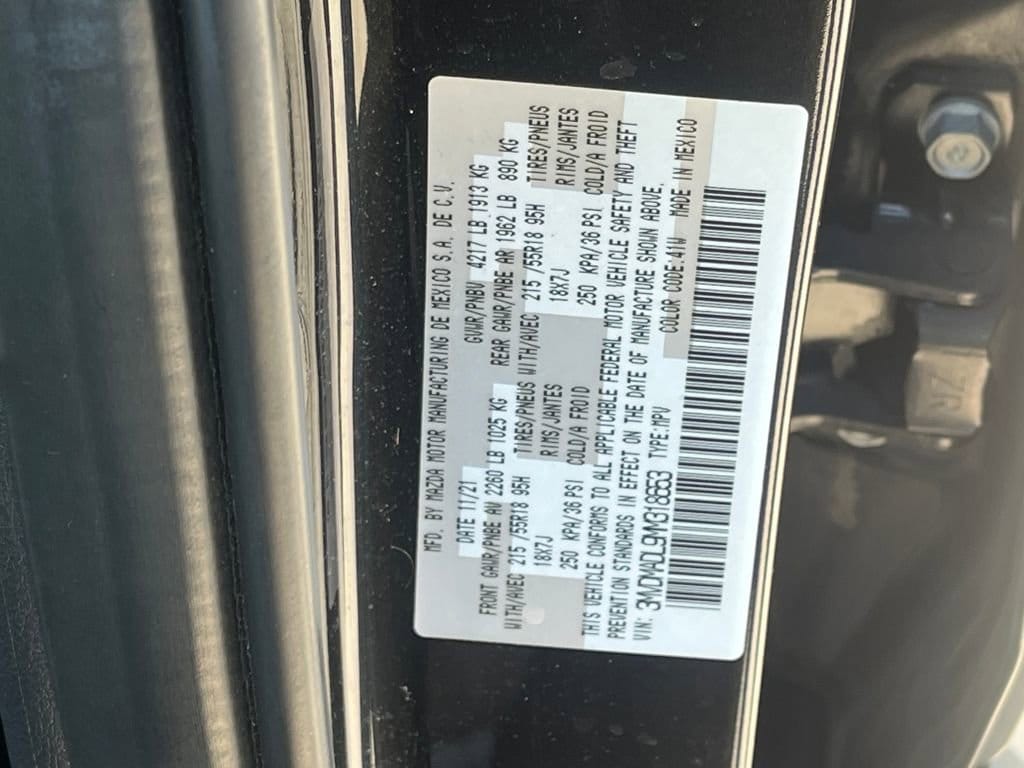 MFD. BY MAZDA MOTOR MANUFACTURING DE MEXICO S.A. DE C.V.
DATE 11/21 GVWR/PNBV 4217 LB 1913 KG
FRONT GAWR/PNBE AV 2260 LB 1025 KG REAR GAWR/PNBE AR 1962 LB 890 KG
WITH/AVEC 215 /55R18 95H TIRES/PNEUS WITH/AVEC 215 /55R18 95H TIRES/PNEUS
18X7J RIMS/JANTES 18X7J RIMS/JANTES
250 KPA/36 PSI COLD/A FROID 250 KPA/36 PSI COLD/A FROID
THIS VEHICLE CONFORMS TO ALL APPLICABLE FEDERAL MOTOR VEHICLE SAFETY AND THEFT
PREVENTION STANDARDS IN EFFECT ON THE DATE OF MANUFACTURE SHOWN ABOVE.
VIN: TYPE:MPV COLOR CODE:41W MADE IN MEXICO